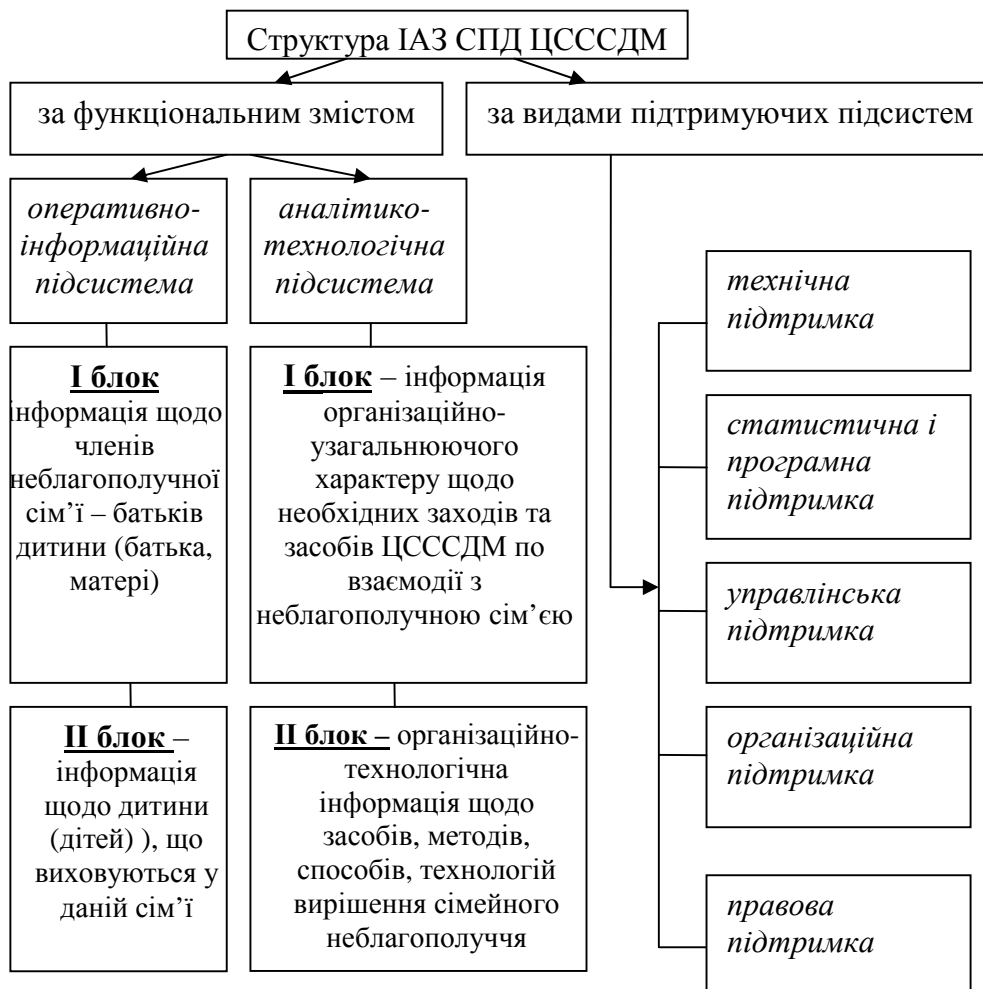 Структура ІАЗ СПД ЦСССДМ
за функціональним змістом
за видами підтримуючих підсистем
оперативно-
інформаційна
підсистема
аналітико-
технологічна
підсистема
І блок
інформація щодо
членів
неблагополучної
сім’ї – батьків
дитини (батька,
матері)
І блок – інформація
організаційно-
узагальнюючого
характеру щодо
необхідних заходів та
засобів ЦСССДМ по
взаємодії з
неблагополучною сім’єю
ІІ блок –
інформація
щодо дитини
(дітей) ), що
виховуються у
даній сім’ї
ІІ блок – організаційно-
технологічна
інформація щодо
засобів, методів,
способів, технологій
вирішення сімейного
неблагополуччя
технічна
підтримка
статистична і
програмна
підтримка
управлінська
підтримка
організаційна
підтримка
правова
підтримка